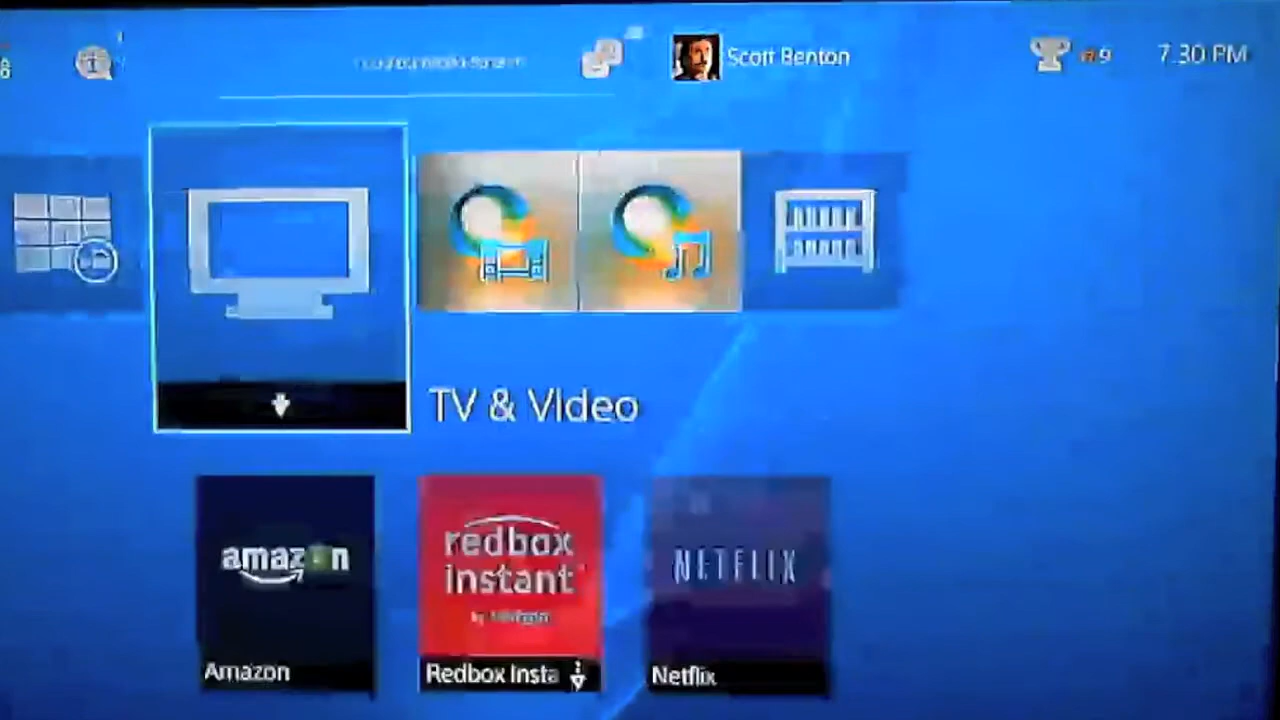 Scott Benton
9
7:30 PM
TV & Video
amazon
redbox
instant
NETFLIX
Amazon
Redbox Insta
Netflix